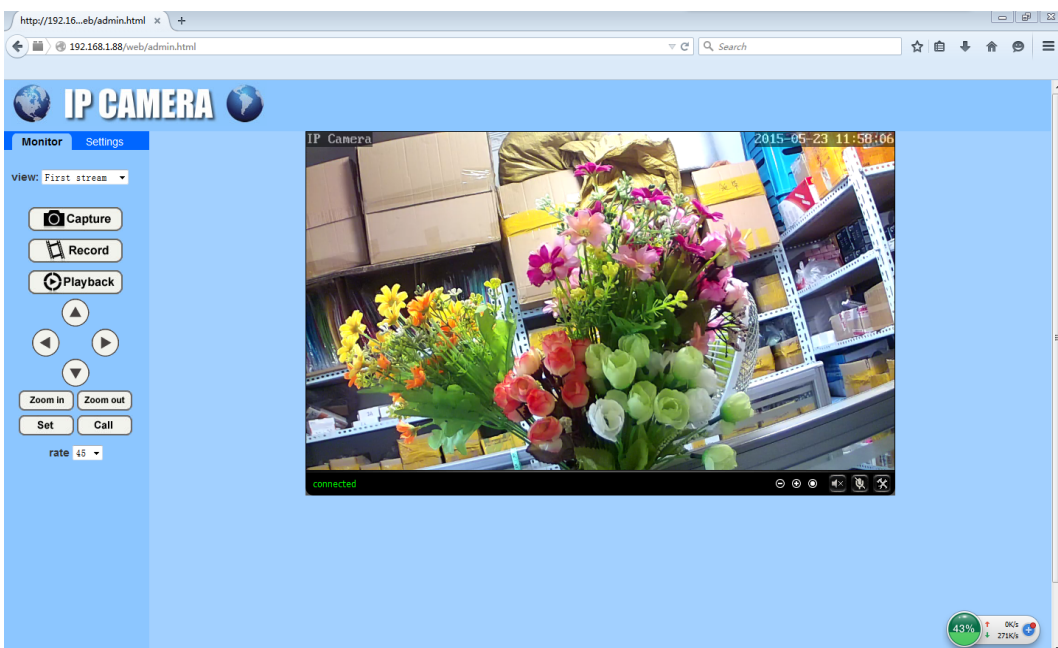 http://192.16...eb/admin.html
192.168.1.88/web/admin.html
Search
IP CAMERA
Monitor Settings
IP Camera 2015-05-23 11:58:06
view: First stream
Capture
Record
Playback
Zoom in Zoom out
Set Call
rate 45
connected
43%
0K/s
271K/s